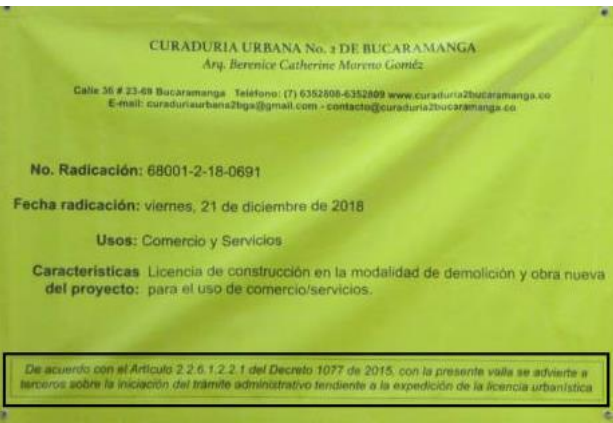 CURADURIA URBANA No. 2 DE BUCARAMANGA
Arq. Berenice Catherine Moreno Goméz
Calle 36 # 23-69 Bucaramanga Teléfono: (7) 6352808-6352809 www.curaduria2bucaramanga.co
E-mail: curaduriaurbana2bga@gmail.com - contacto@curaduria2bucaramanga.co
No. Radicación: 68001-2-18-0691
Fecha radicación: viernes, 21 de diciembre de 2018
Usos: Comercio y Servicios
Características Licencia de construcción en la modalidad de demolición y obra nueva
del proyecto: para el uso de comercio/servicios.
De acuerdo con el Artículo 2.2.6.1.2.2.1 del Decreto 1077 de 2015, con la presente valla se advierte a
terceros sobre la iniciación del trámite administrativo tendiente a la expedición de la licencia urbanística